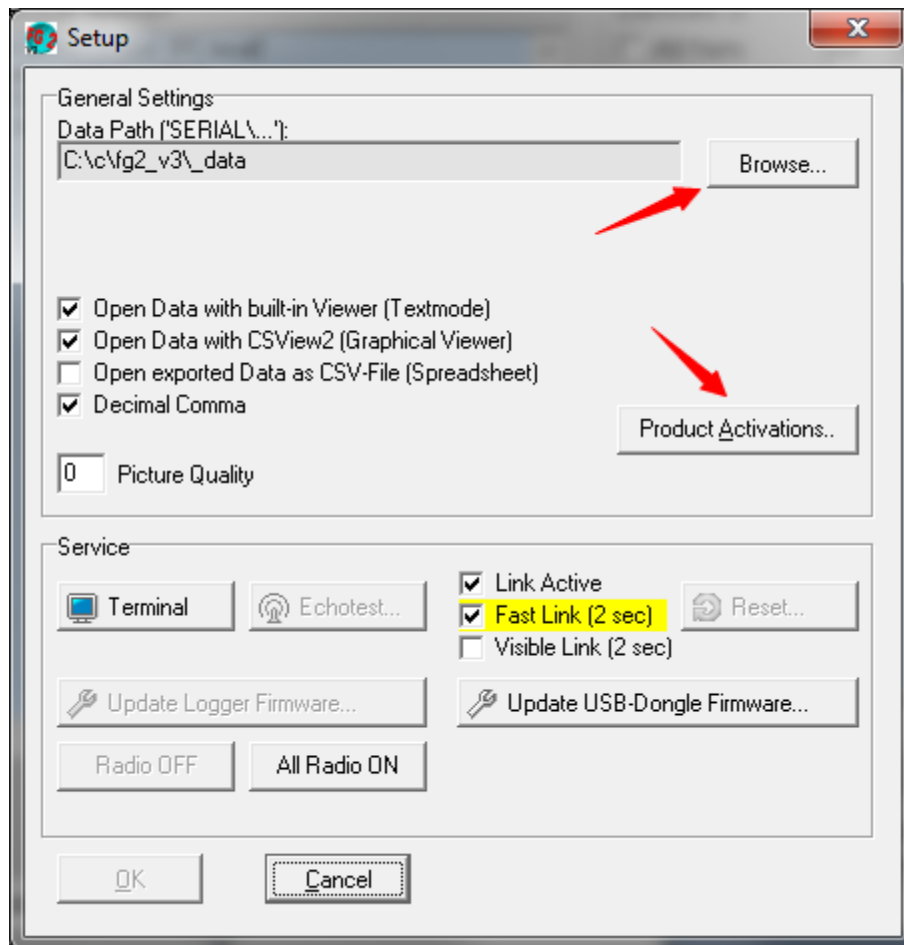 Setup
General Settings
Data Path ('SERIAL\...'):
C:\c\fg2_v3\_data
Browse...
Open Data with built-in Viewer (Textmode)
Open Data with CSView2 (Graphical Viewer)
Open exported Data as CSV-File (Spreadsheet)
Decimal Comma
Product Activations..
0 Picture Quality
Service
Terminal
Echotest...
Link Active
Fast Link (2 sec)
Visible Link (2 sec)
Reset...
Update Logger Firmware...
Update USB-Dongle Firmware...
Radio OFF
All Radio ON
OK
Cancel